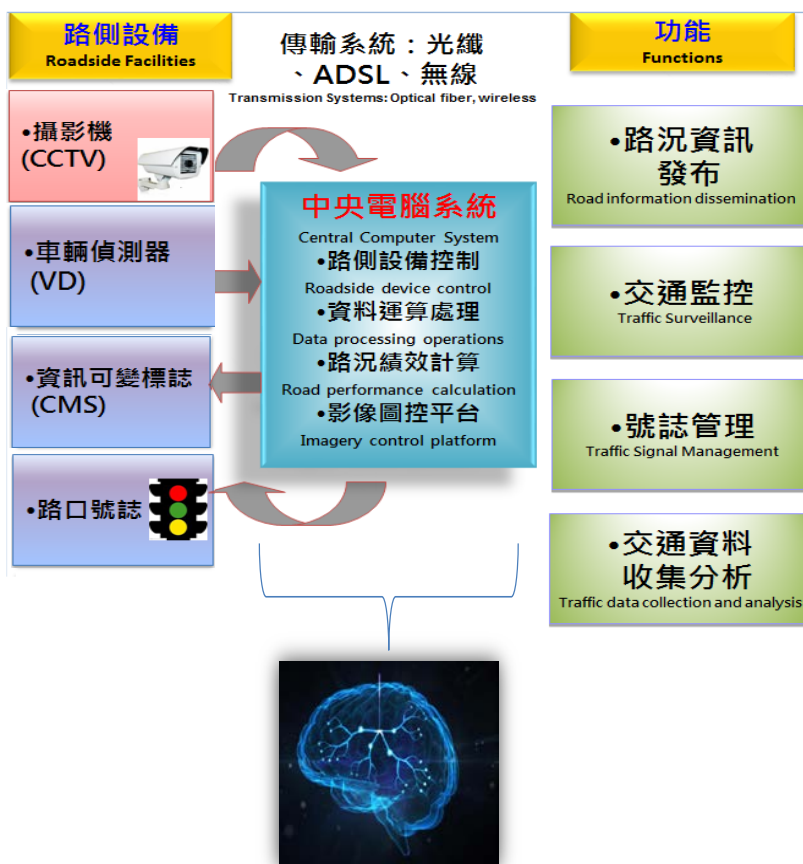 路側設備
Roadside Facilities
傳輸系統：光纖
、ADSL、無線
Transmission Systems: Optical fiber, wireless
功能
Functions
•攝影機
(CCTV)
•車輛偵測器
(VD)
•資訊可變標誌
(CMS)
•路口號誌
中央電腦系統
Central Computer System
•路側設備控制
Roadside device control
•資料運算處理
Data processing operations
•路況績效計算
Road performance calculation
•影像圖控平台
Imagery control platform
•路況資訊
發布
Road information dissemination
•交通監控
Traffic Surveillance
•號誌管理
Traffic Signal Management
•交通資料
收集分析
Traffic data collection and analysis